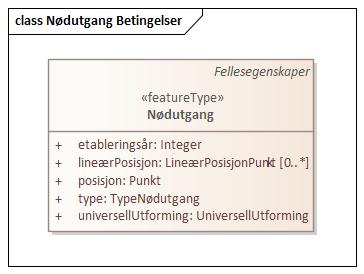 class Nødutgang Betingelser
Fellesegenskaper
«featureType»
Nødutgang
+ etableringsår: Integer
+ lineærPosisjon: LineærPosisjonPunkt [0..*]
+ posisjon: Punkt
+ type: TypeNødutgang
+ universellUtforming: UniversellUtforming